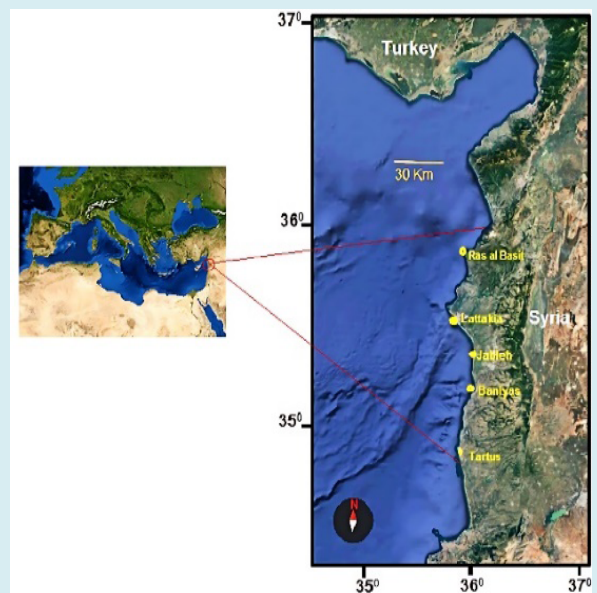 37⁰
Turkey
30 Km
36⁰
Ras al Basit
Lattakia
Syria
Jableh
Baniyas
35⁰
Tartus
N
35⁰
36⁰
37⁰